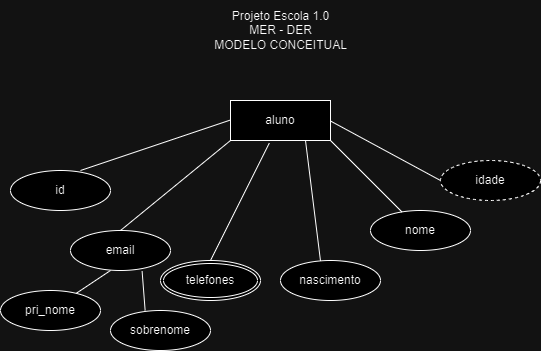 Projeto Escola 1.0
MER - DER
MODELO CONCEITUAL
aluno
id
idade
nome
email
telefones
nascimento
pri_nome
sobrenome